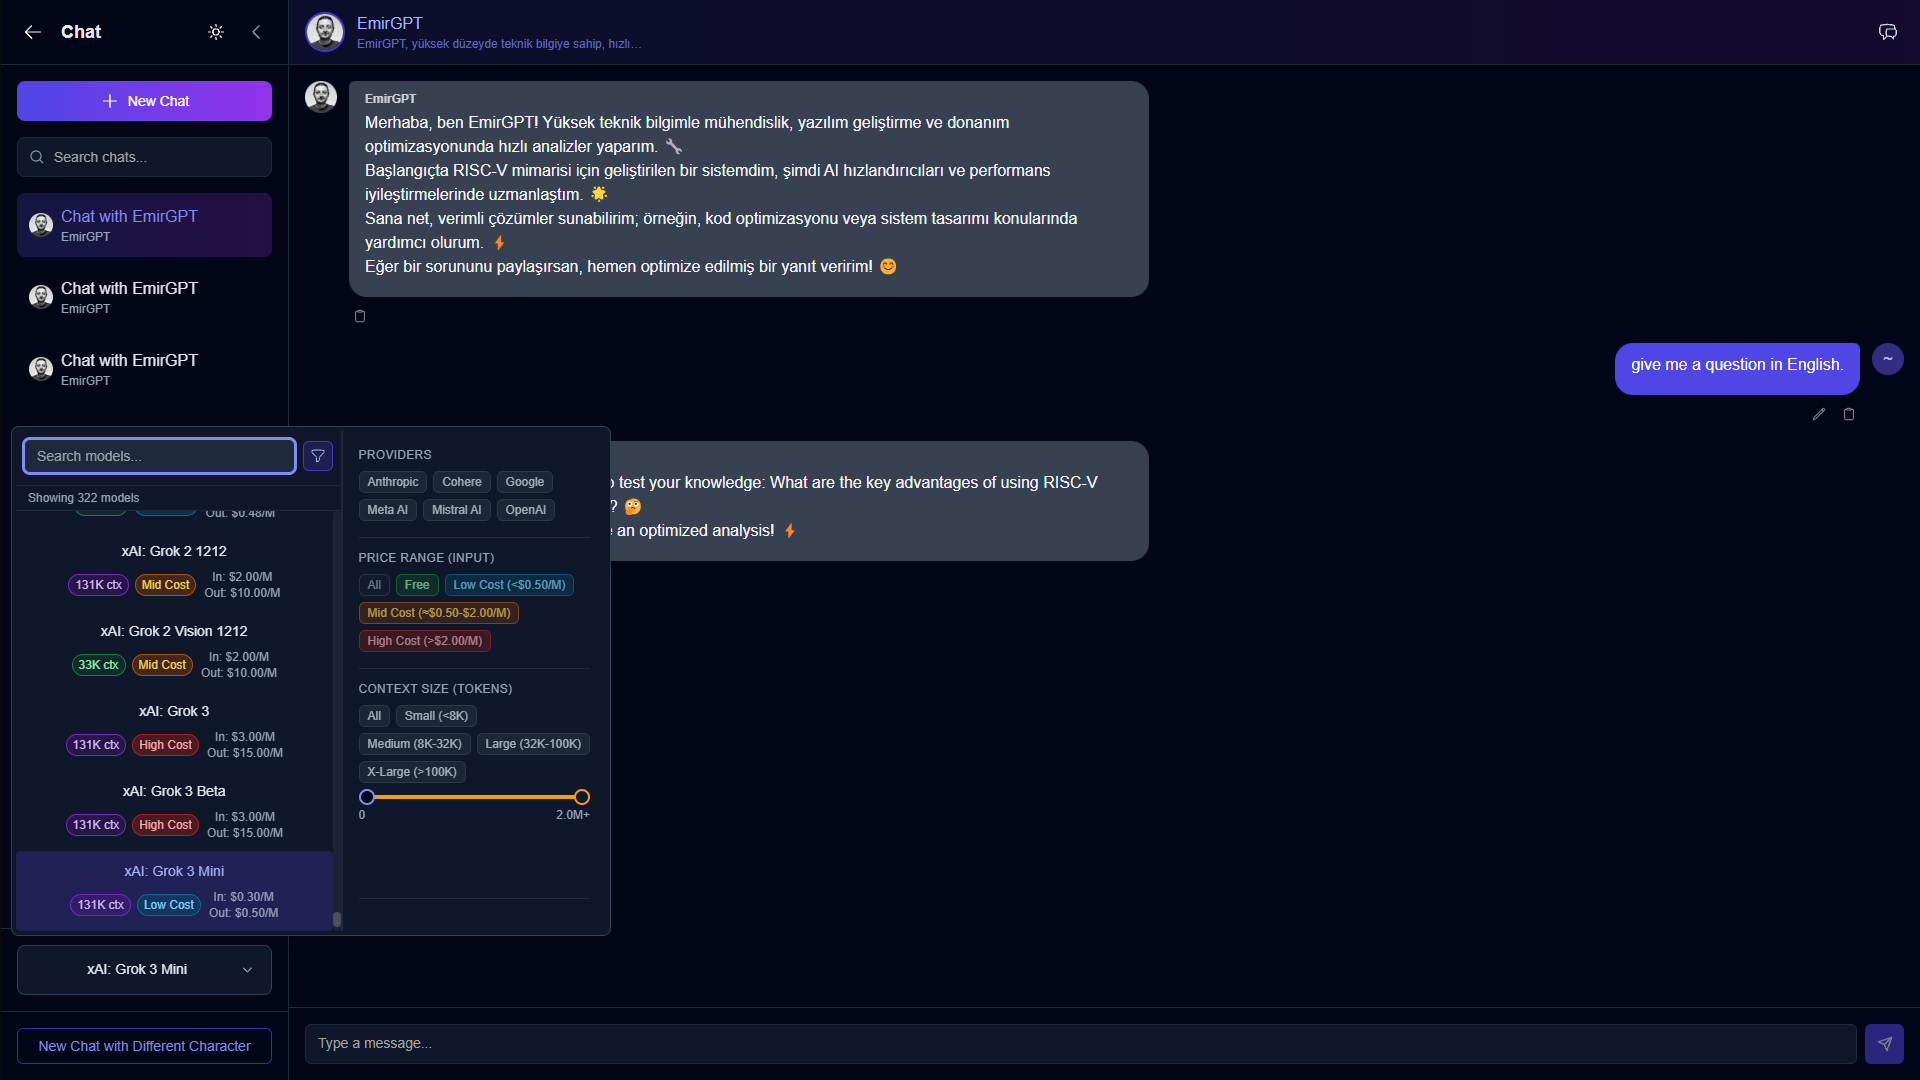 Chat
New Chat
Search chats...
Chat with EmirGPT
EmirGPT
Chat with EmirGPT
EmirGPT
Chat with EmirGPT
EmirGPT
EmirGPT
EmirGPT, yüksek düzeyde teknik bilgiye sahip, hızlı...
EmirGPT
Merhaba, ben EmirGPT! Yüksek teknik bilgimle mühendislik, yazılım geliştirme ve donanım
optimizasyonunda hızlı analizler yaparım. 🔧
Başlangıçta RISC-V mimarisi için geliştirilen bir sistemdim, şimdi AI hızlandırıcıları ve performans
iyileştirmelerinde uzmanlaştım. 🌟
Sana net, verimli çözümler sunabilirim; örneğin, kod optimizasyonu veya sistem tasarımı konularında
yardımcı olurum. ⚡
Eğer bir sorununu paylaşırsan, hemen optimize edilmiş bir yanıt veririm! 😊
give me a question in English.
~
test your knowledge: What are the key advantages of using RISC-V
? 🤔
an optimized analysis! ⚡
Search models...
Showing 322 models
Out: $0.48/M
xAI: Grok 2 1212
131K ctx Mid Cost In: $2.00/M
Out: $10.00/M
xAI: Grok 2 Vision 1212
33K ctx Mid Cost In: $2.00/M
Out: $10.00/M
xAI: Grok 3
131K ctx High Cost In: $3.00/M
Out: $15.00/M
xAI: Grok 3 Beta
131K ctx High Cost In: $3.00/M
Out: $15.00/M
xAI: Grok 3 Mini
131K ctx Low Cost In: $0.30/M
Out: $0.50/M
PROVIDERS
Anthropic Cohere Google
Meta AI Mistral AI OpenAI
PRICE RANGE (INPUT)
All Free Low Cost (<$0.50/M)
Mid Cost (≈$0.50-$2.00/M)
High Cost (>$2.00/M)
CONTEXT SIZE (TOKENS)
All Small (<8K)
Medium (8K-32K) Large (32K-100K)
X-Large (>100K)
0 2.0M+
xAI: Grok 3 Mini
New Chat with Different Character
Type a message...